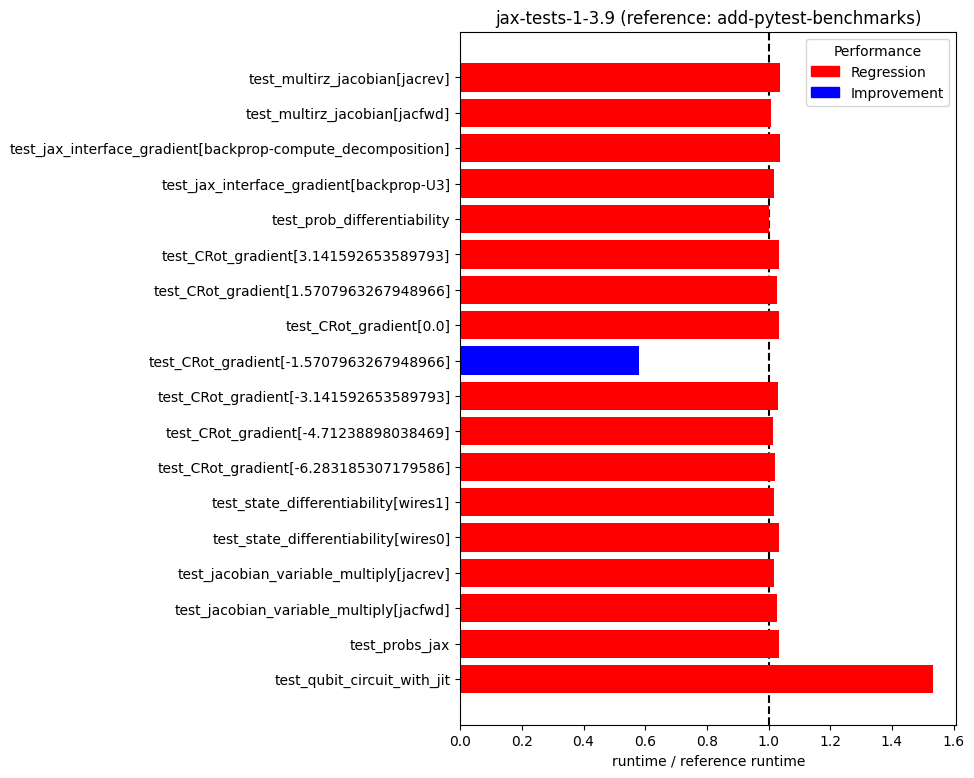 jax-tests-1-3.9 (reference: add-pytest-benchmarks)
Performance
Regression
Improvement
test_multirz_jacobian[jacrev]
test_multirz_jacobian[jacfwd]
test_jax_interface_gradient[backprop-compute_decomposition]
test_jax_interface_gradient[backprop-U3]
test_prob_differentiability
test_CRot_gradient[3.141592653589793]
test_CRot_gradient[1.5707963267948966]
test_CRot_gradient[0.0]
test_CRot_gradient[-1.5707963267948966]
test_CRot_gradient[-3.141592653589793]
test_CRot_gradient[-4.71238898038469]
test_CRot_gradient[-6.283185307179586]
test_state_differentiability[wires1]
test_state_differentiability[wires0]
test_jacobian_variable_multiply[jacrev]
test_jacobian_variable_multiply[jacfwd]
test_probs_jax
test_qubit_circuit_with_jit
0.0 0.2 0.4 0.6 0.8 1.0 1.2 1.4 1.6
runtime / reference runtime